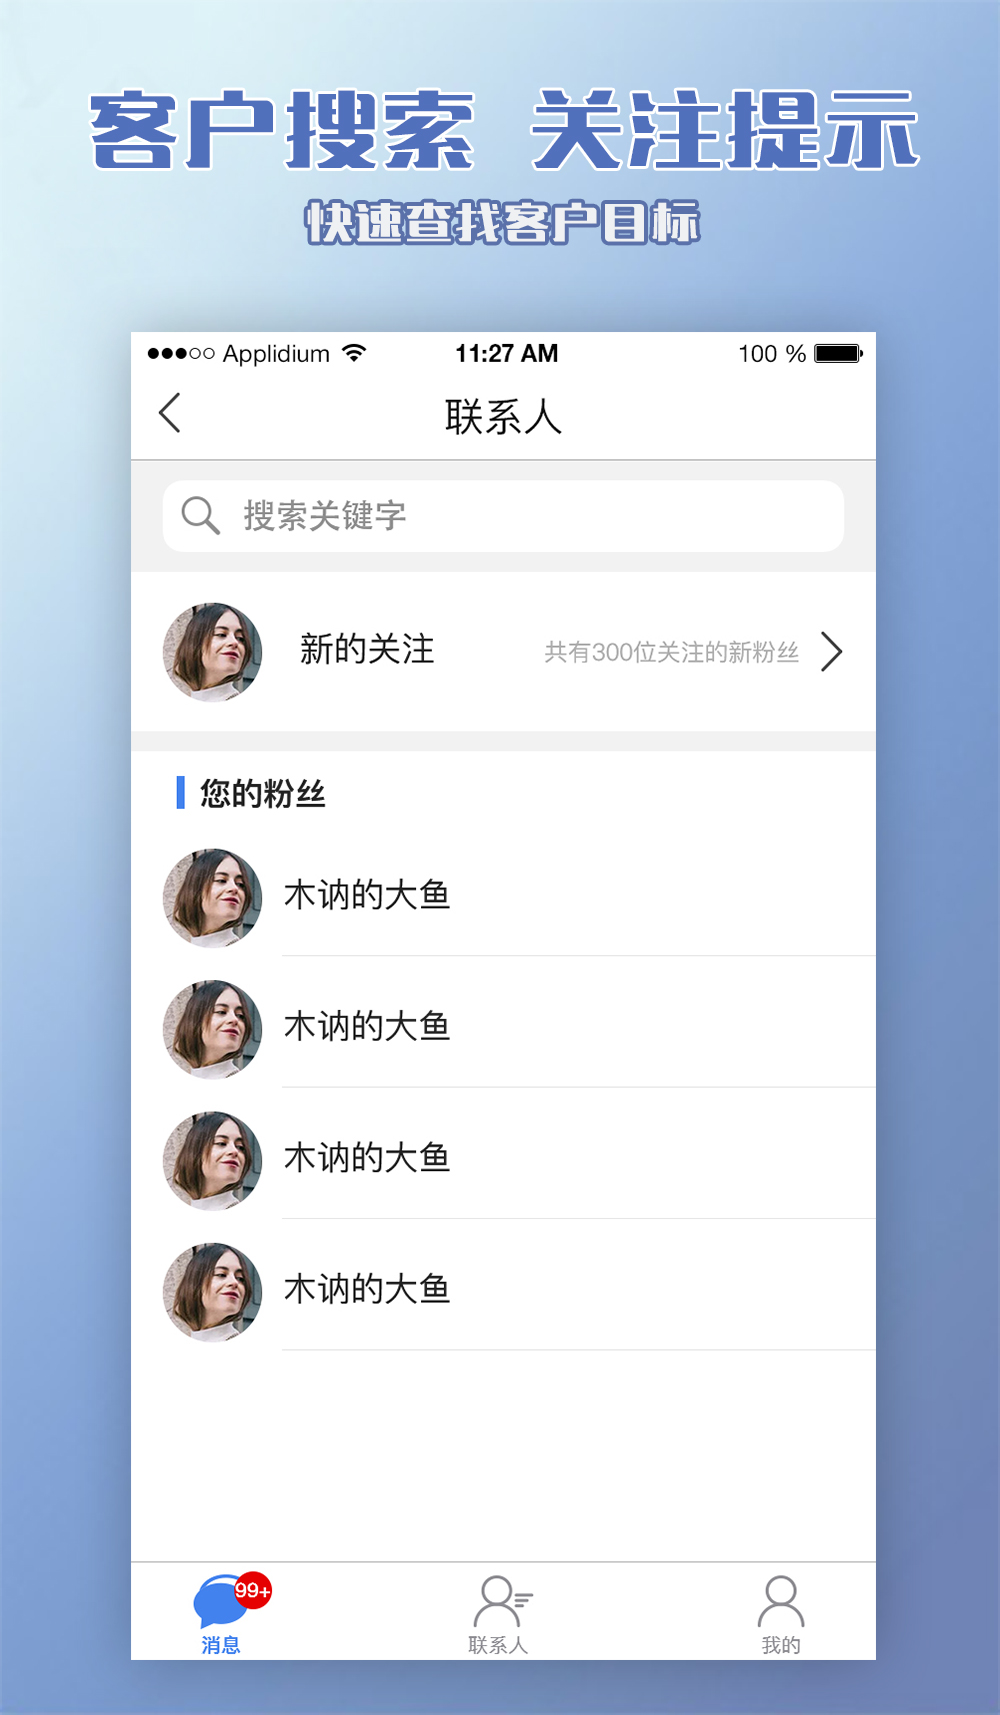 客户搜索 关注提示
快速查找客户目标
Applidium 11:27 AM 100 %
联系人
搜索关键字
新的关注 共有300位关注的新粉丝
您的粉丝
木讷的大鱼
木讷的大鱼
木讷的大鱼
木讷的大鱼
99+
消息 联系人 我的